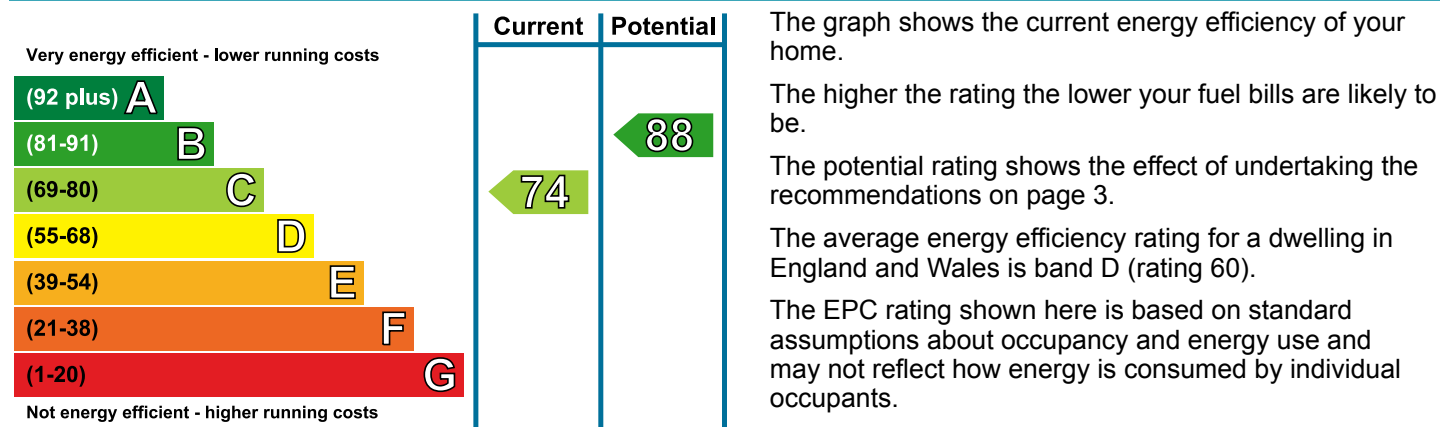 Current Potential
Very energy efficient - lower running costs
(92 plus) A
(81-91) B
88
(69-80) C
74
(55-68) D
(39-54) E
(21-38) F
(1-20) G
Not energy efficient - higher running costs
The graph shows the current energy efficiency of your
home.
The higher the rating the lower your fuel bills are likely to
be.
The potential rating shows the effect of undertaking the
recommendations on page 3.
The average energy efficiency rating for a dwelling in
England and Wales is band D (rating 60).
The EPC rating shown here is based on standard
assumptions about occupancy and energy use and
may not reflect how energy is consumed by individual
occupants.